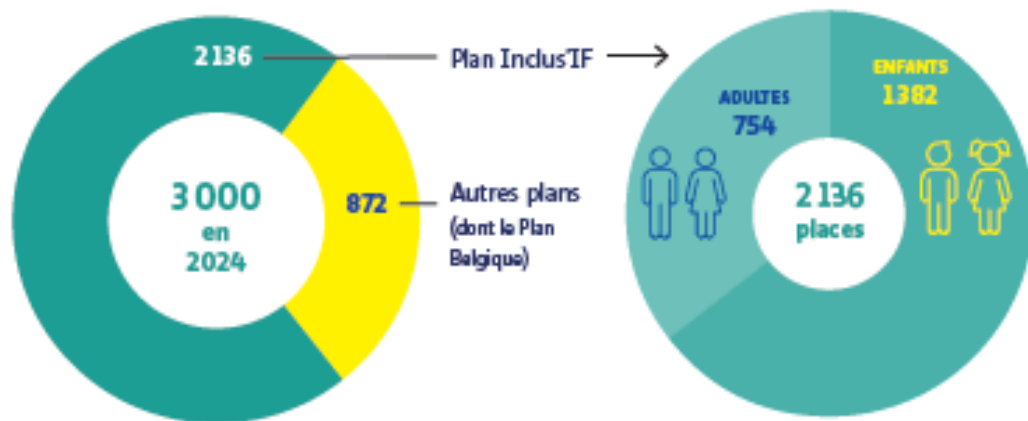 2136
3 000
en
2024
872
Plan Inclus'IF
Autres plans
(dont le Plan
Belgique)
ADULTES
754
ENFANTS
1382
2 136
places